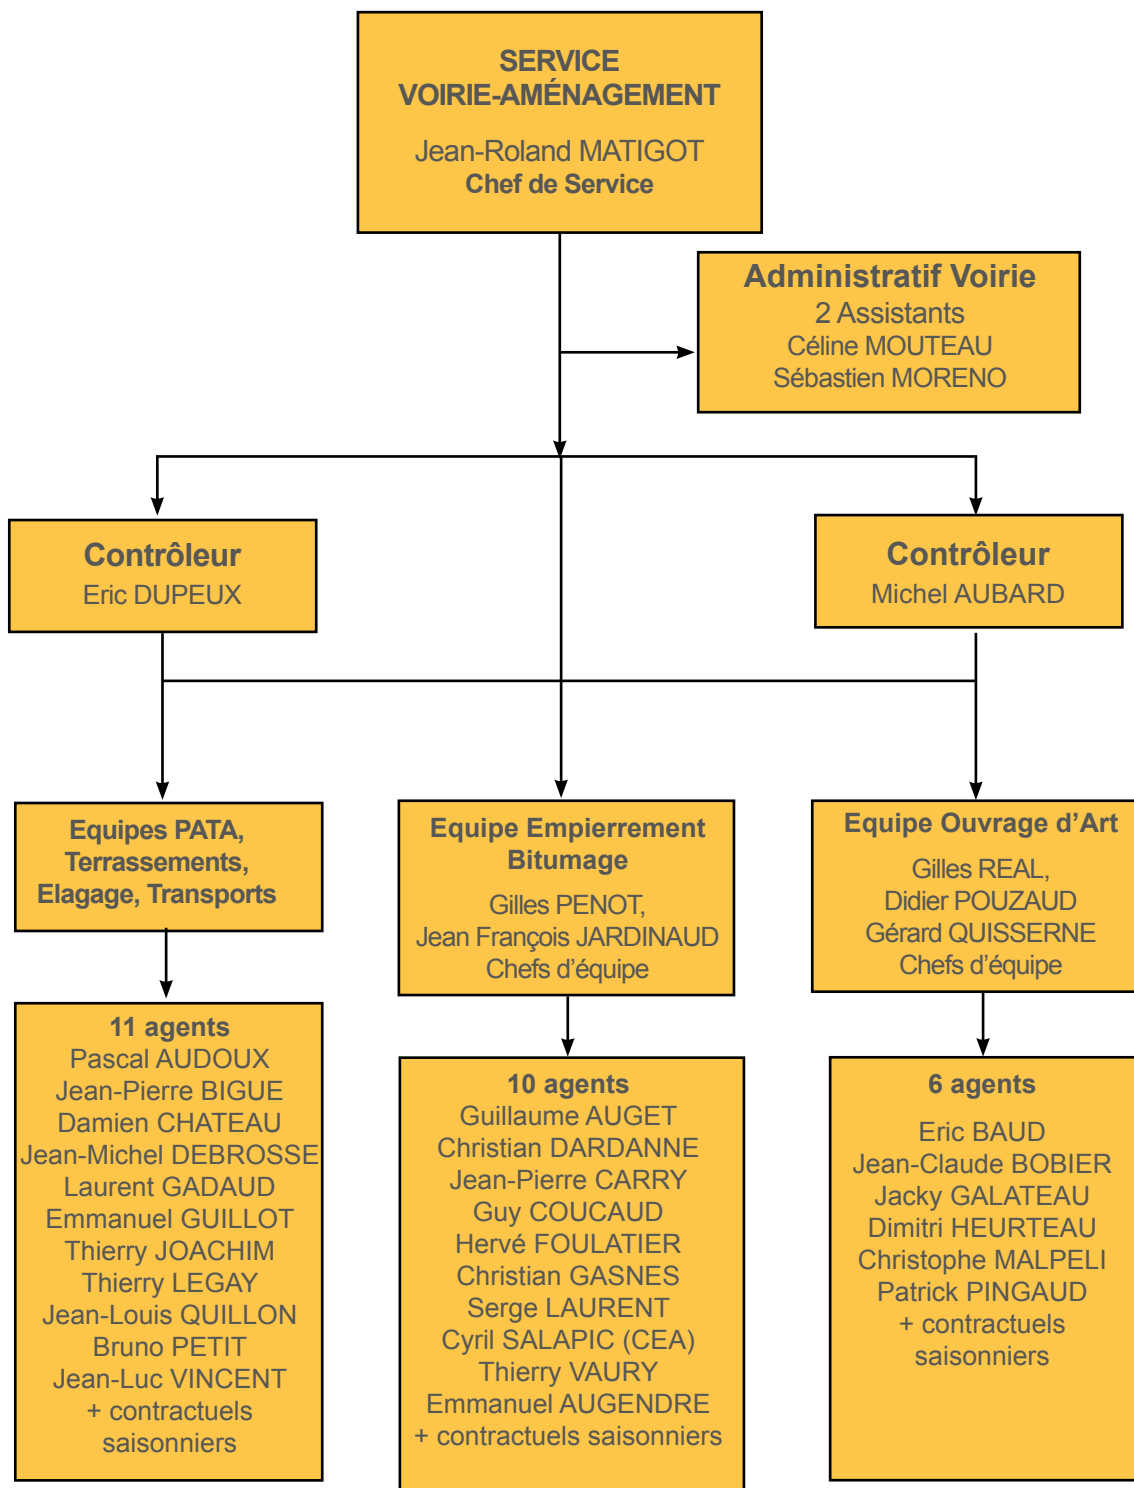 SERVICE
VOIRIE-AMÉNAGEMENT
Jean-Roland MATIGOT
Chef de Service
Administratif Voirie
2 Assistants
Céline MOUTEAU
Sébastien MORENO
Contrôleur
Eric DUPEUX
Contrôleur
Michel AUBARD
Equipes PATA,
Terrassements,
Elagage, Transports
Equipe Empierrement
Bitumage
Gilles PENOT,
Jean François JARDINAUD
Chefs d’équipe
Equipe Ouvrage d’Art
Gilles REAL,
Didier POUZAUD
Gérard QUISSERNE
Chefs d’équipe
11 agents
Pascal AUDOUX
Jean-Pierre BIGUE
Damien CHATEAU
Jean-Michel DEBROSSE
Laurent GADAUD
Emmanuel GUILLOT
Thierry JOACHIM
Thierry LEGAY
Jean-Louis QUILLON
Bruno PETIT
Jean-Luc VINCENT
+ contractuels
saisonniers
10 agents
Guillaume AUGET
Christian DARDANNE
Jean-Pierre CARRY
Guy COUCAUD
Hervé FOULATIER
Christian GASNES
Serge LAURENT
Cyril SALAPIC (CEA)
Thierry VAURY
Emmanuel AUGENDRE
+ contractuels saisonniers
6 agents
Eric BAUD
Jean-Claude BOBIER
Jacky GALATEAU
Dimitri HEURTEAU
Christophe MALPELI
Patrick PINGAUD
+ contractuels
saisonniers